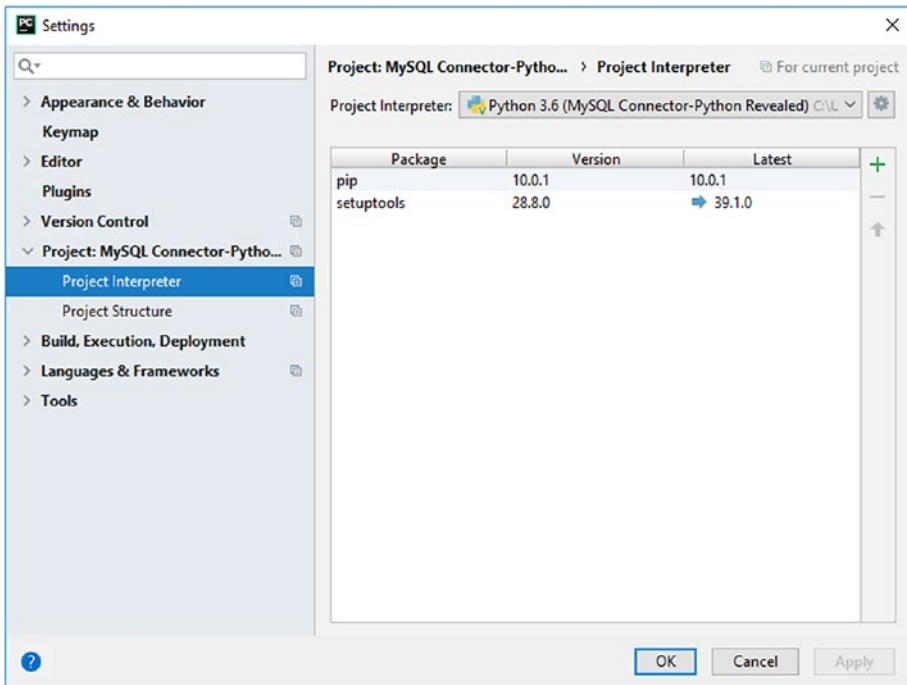 PC Settings
Appearance & Behavior
Keymap
Editor
Plugins
Version Control
Project: MySQL Connector-Pytho...
Project Interpreter
Project Structure
Build, Execution, Deployment
Languages & Frameworks
Tools
Project: MySQL Connector-Pytho... > Project Interpreter For current project
Project Interpreter: Python 3.6 (MySQL Connector-Python Revealed) C:\L
Package Version Latest
pip 10.0.1 10.0.1
setuptools 28.8.0 39.1.0
? OK Cancel Apply